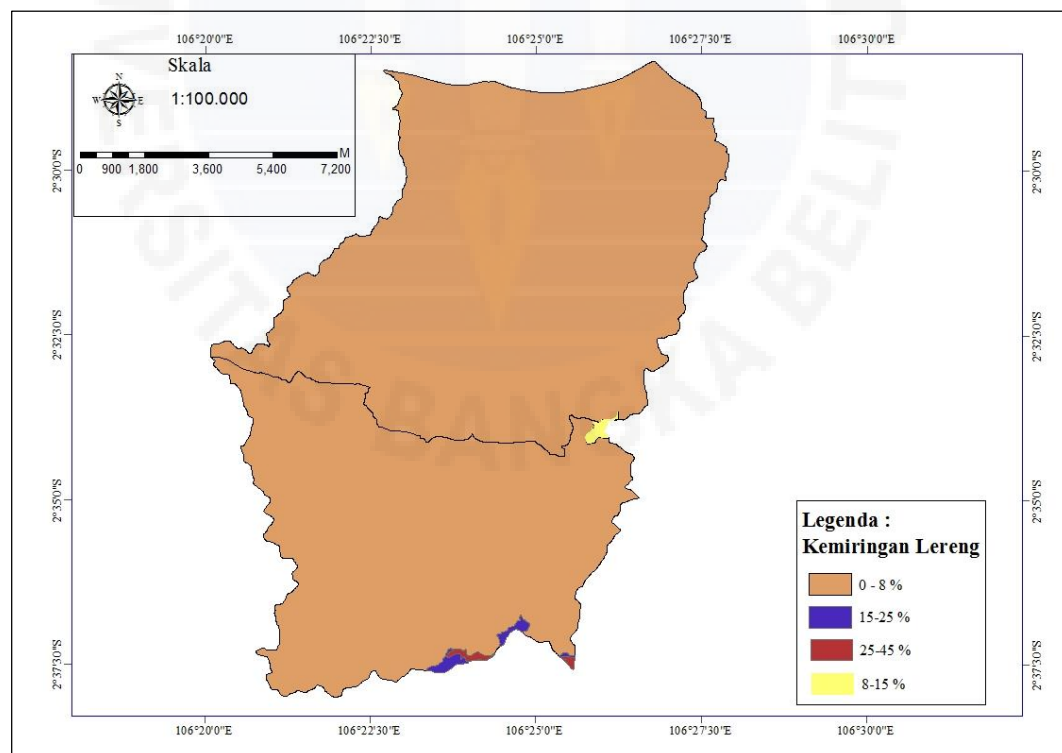 106°20'0"E 106°22'30"E 106°25'0"E 106°27'30"E 106°30'0"E
Skala
N
W E
S
1:100.000
M
0 900 1,800 3,600 5,400 7,200
2°30'0"S
2°30'0"S
2°32'30"S
2°32'30"S
2°35'0"S
2°35'0"S
2°37'30"S
2°37'30"S
Legenda :
Kemiringan Lereng
0 - 8 %
15-25 %
25-45 %
8-15 %
106°20'0"E 106°22'30"E 106°25'0"E 106°27'30"E 106°30'0"E
VERSITAS BANGKA BELIT